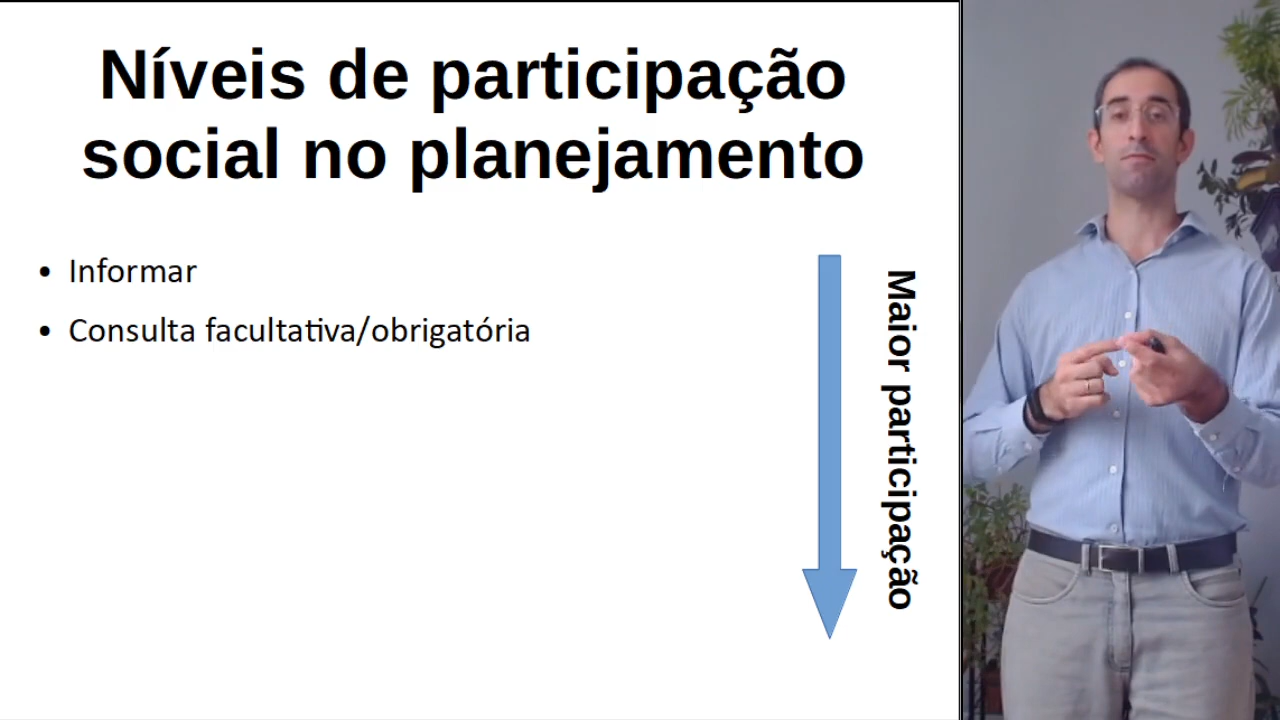 Níveis de participação
social no planejamento
• Informar
• Consulta facultativa/obrigatória
Maior participação